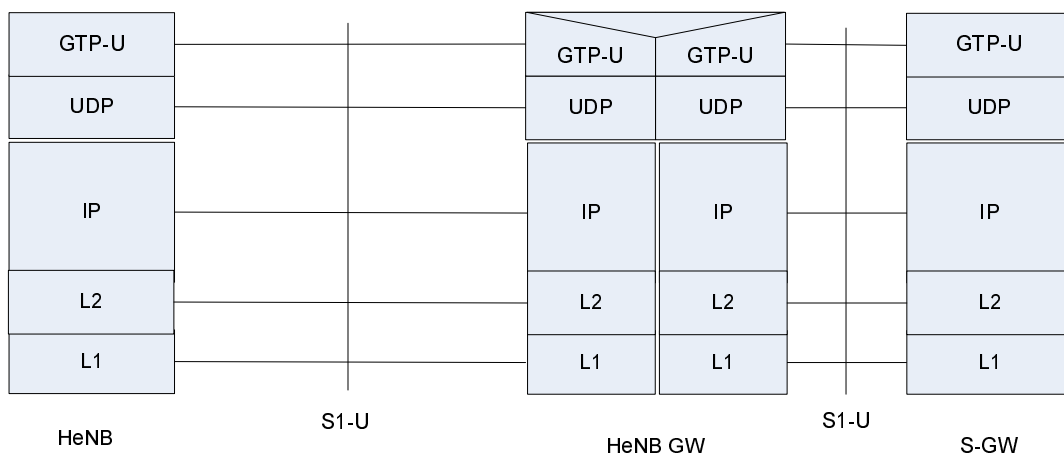 GTP-U
GTP-U
GTP-U
GTP-U
UDP
UDP
UDP
UDP
IP
IP
IP
IP
L2
L2
L2
L2
L1
L1
L1
L1
S1-U
S1-U
HeNB
HeNB GW
S-GW